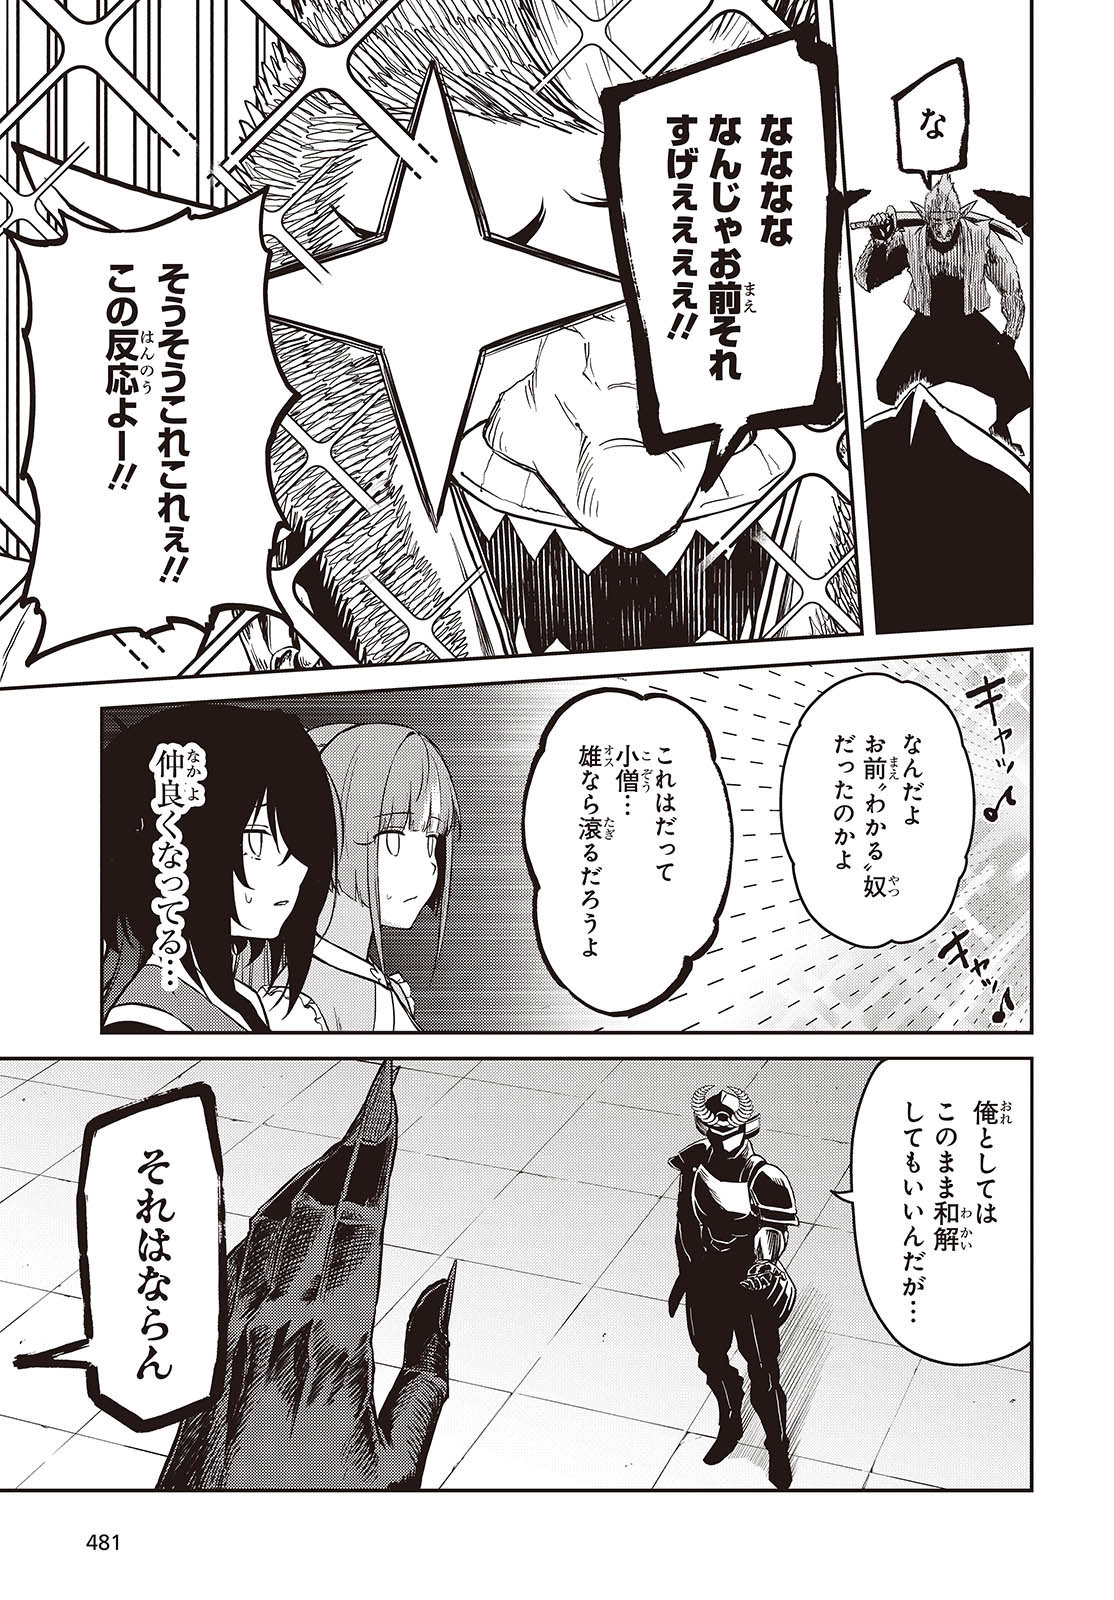 な
なななな
なんじゃお前それ
すげぇぇぇぇ!!
そうそうこれこれぇ!!
この反応よー!!
キャッ♪
なんだよ
お前〝わかる〟奴
だったのかよ
キャッ♪
これはだって
小僧…
雄なら滾るだろうよ
仲良くなってる…
俺としては
このまま和解
してもいいんだが…
それはならん
481